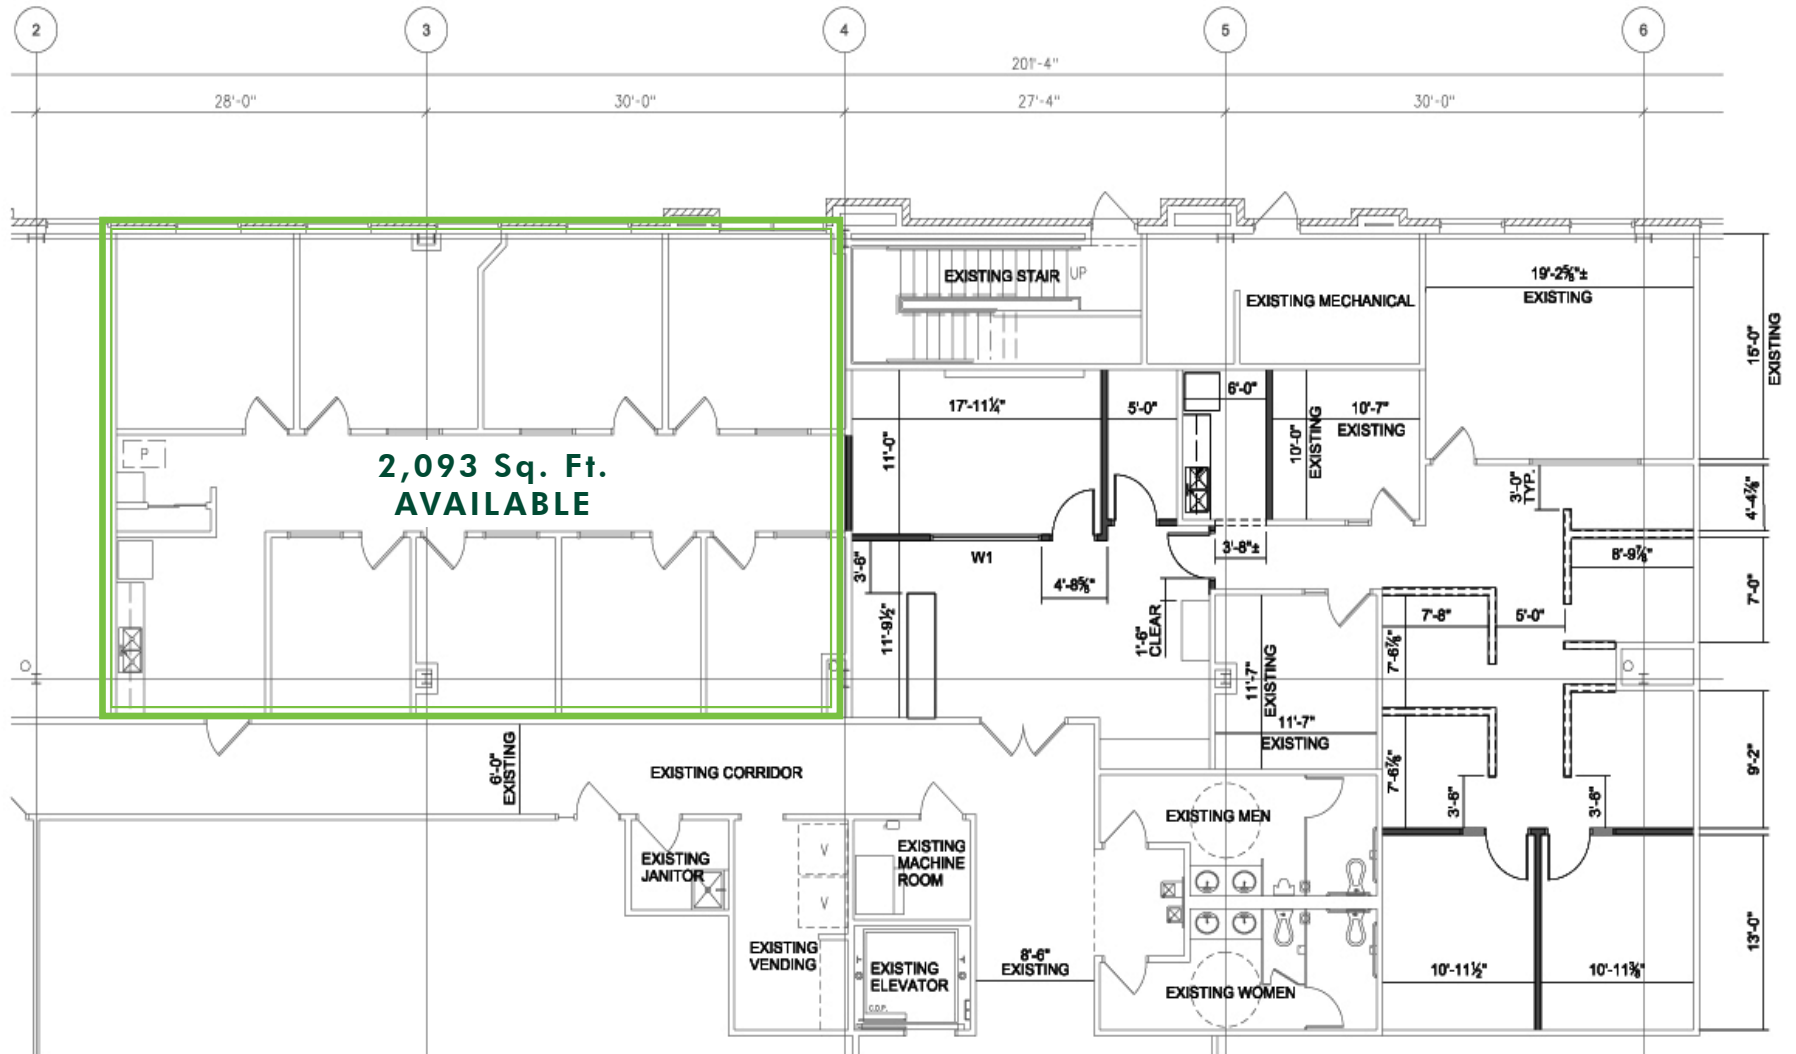 2
3
4
5
6
201'-4"
28'-0"
30'-0"
27'-4"
30'-0"
EXISTING STAIR
UP
EXISTING MECHANICAL
19'-2⅝"±
EXISTING
15'-0"
EXISTING
17'-11¼"
5'-0"
6'-0"
10'-7"
EXISTING
10'-0"
EXISTING
11'-0"
P
2,093 Sq. Ft.
AVAILABLE
3'-0"
TYP.
4'-4⅞"
W1
3'-8"±
8'-9⅞"
3'-6"
4'-8⅝"
7'-0"
11'-9½"
1'-6"
CLEAR
7'-8"
5'-0"
7'-6⅞"
11'-7"
EXISTING
11'-7"
EXISTING
6'-0"
EXISTING
EXISTING CORRIDOR
7'-6⅞"
9'-2"
3'-6"
3'-6"
EXISTING MEN
EXISTING
JANITOR
V
V
EXISTING
MACHINE
ROOM
EXISTING
VENDING
EXISTING
ELEVATOR
8'-6"
EXISTING
EXISTING WOMEN
10'-11½"
10'-11⅜"
13'-0"